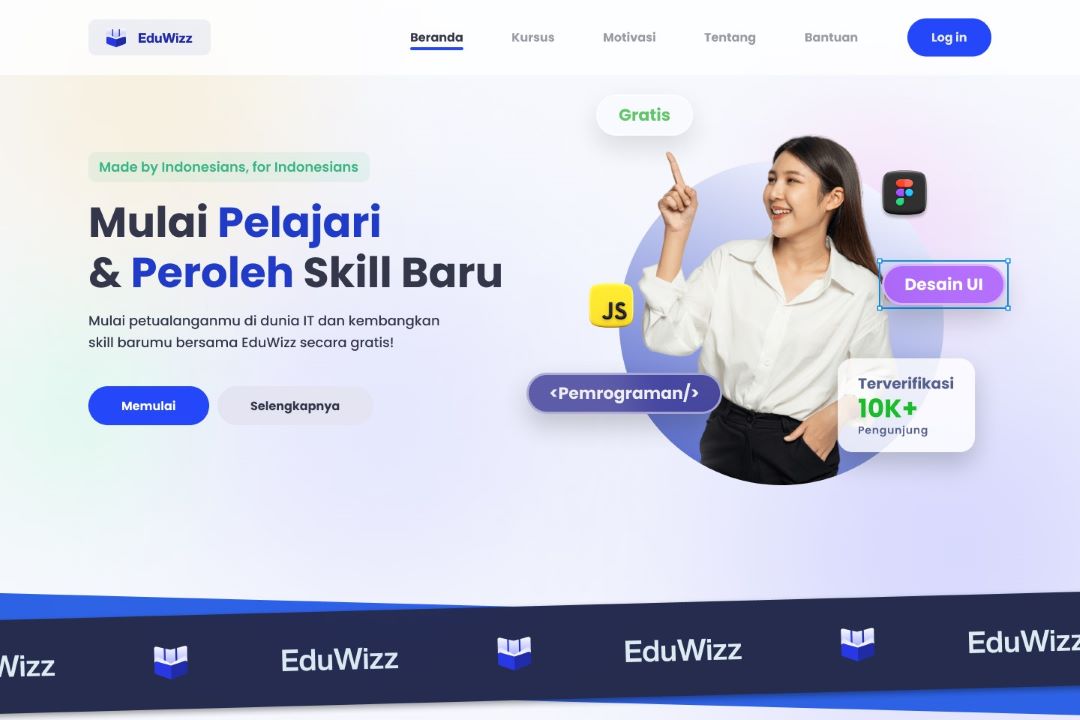 EduWizz
Beranda
Kursus
Motivasi
Tentang
Bantuan
Log in
Gratis
Made by Indonesians, for Indonesians
Mulai Pelajari
& Peroleh Skill Baru
Mulai petualanganmu di dunia IT dan kembangkan
skill barumu bersama EduWizz secara gratis!
Memulai
Selengkapnya
Desain UI
JS
<Pemrograman/>
Terverifikasi
10K+
Pengunjung
Wizz EduWizz EduWizz EduWizz